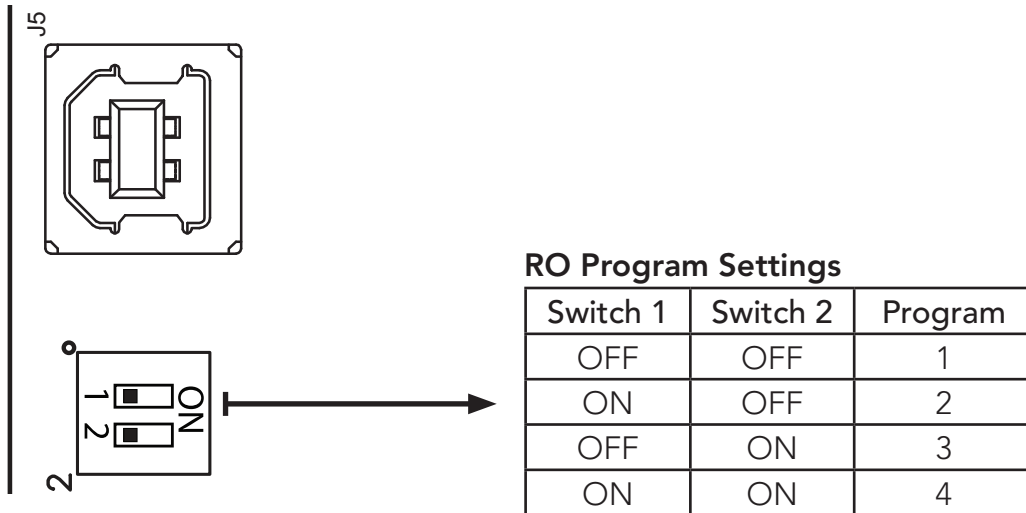 J5
1
2
ON
2
RO Program Settings
Switch 1 Switch 2 Program
OFF OFF 1
ON OFF 2
OFF ON 3
ON ON 4